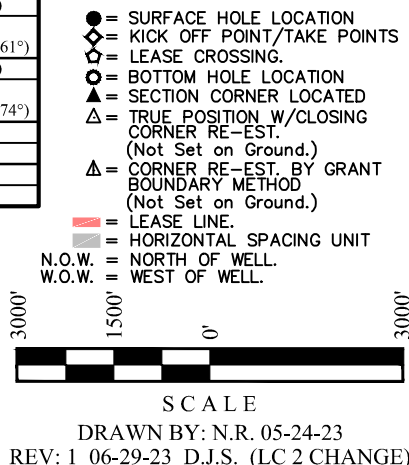 )
61°)
)
74°)
= SURFACE HOLE LOCATION
= KICK OFF POINT/TAKE POINTS
= LEASE CROSSING.
= BOTTOM HOLE LOCATION
= SECTION CORNER LOCATED
= TRUE POSITION W/CLOSING
CORNER RE-EST.
(Not Set on Ground.)
= CORNER RE-EST. BY GRANT
BOUNDARY METHOD
(Not Set on Ground.)
= LEASE LINE.
= HORIZONTAL SPACING UNIT
N.O.W. = NORTH OF WELL.
W.O.W. = WEST OF WELL.
3000' 1500' 0' 3000'
SCALE
DRAWN BY: N.R. 05-24-23
REV: 1 06-29-23 D.J.S. (LC 2 CHANGE)